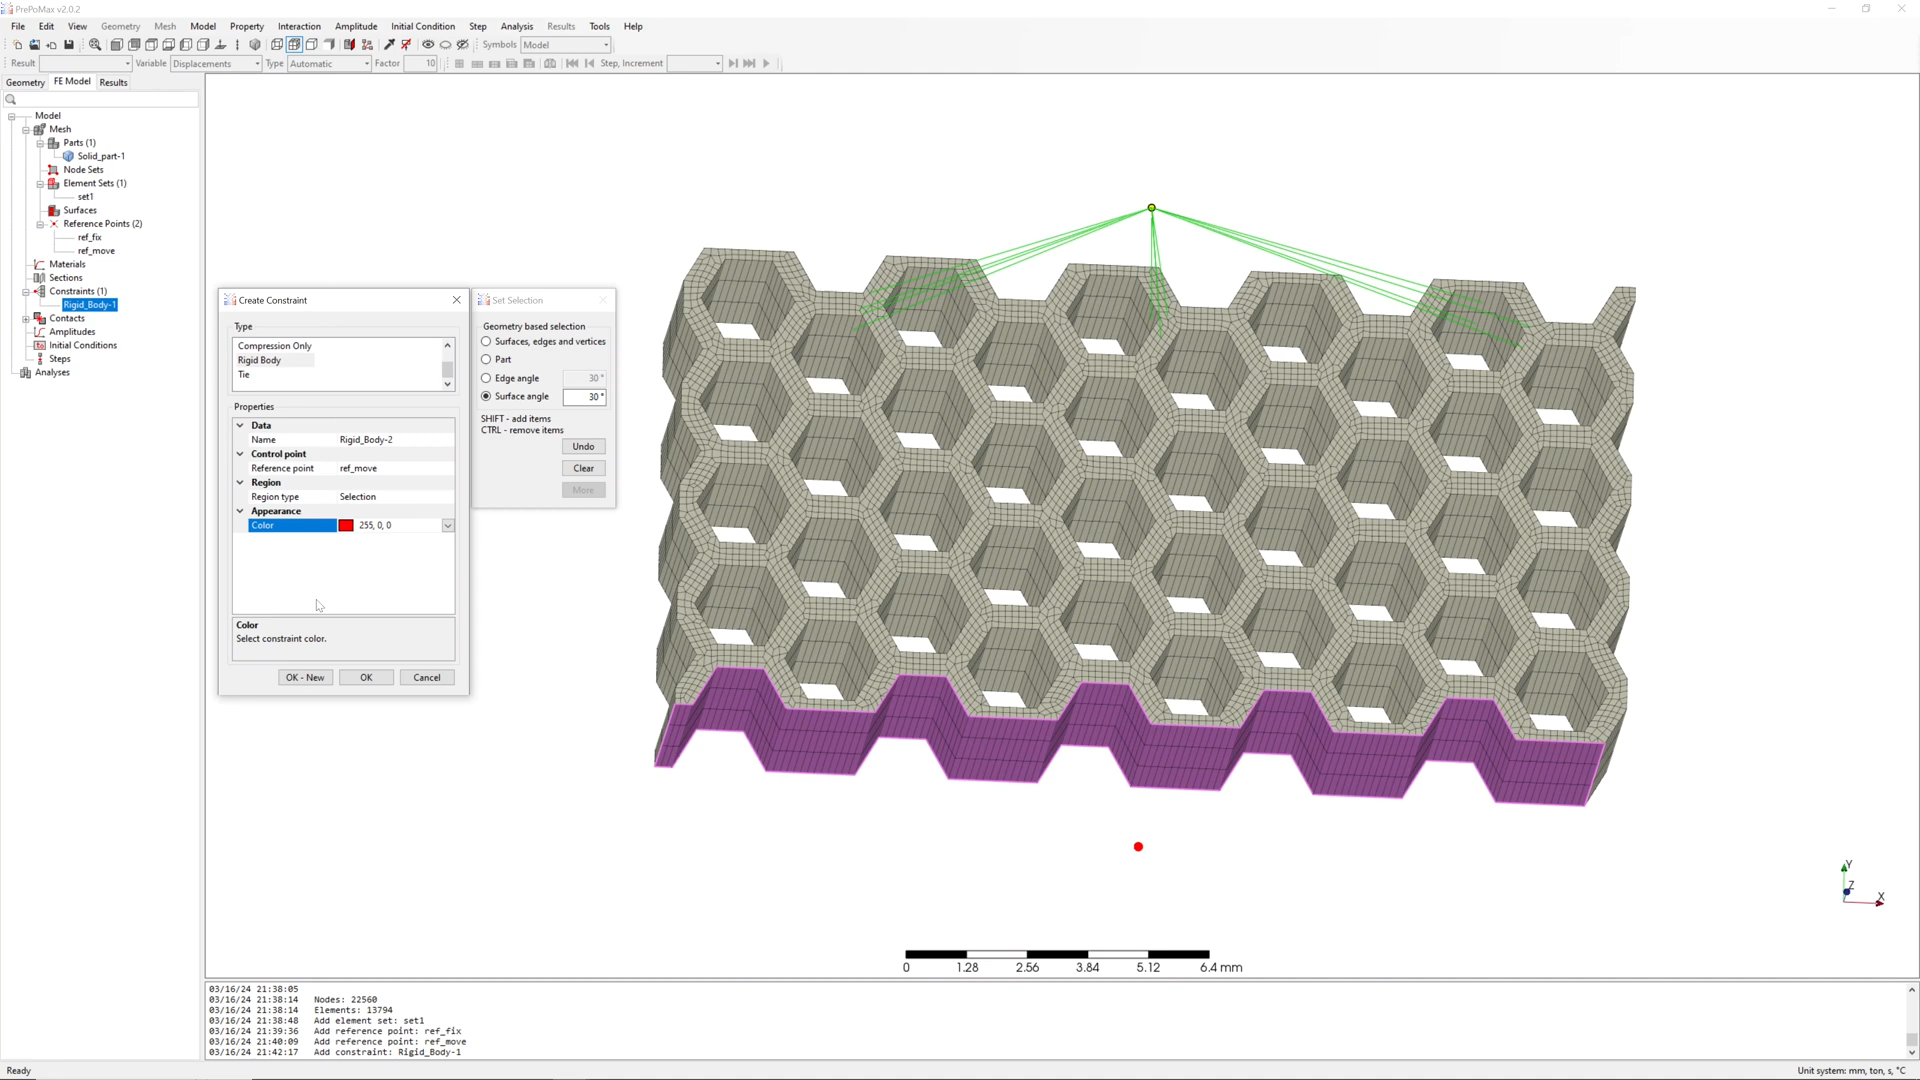 PrePoMax v2.0.2
File Edit View Geometry Mesh Model Property Interaction Amplitude Initial Condition Step Analysis Results Tools Help
Symbols Model
Result Variable Displacements Type Automatic Factor 10 Step, Increment
Geometry FE Model Results
Model
Mesh
Parts (1)
Solid_part-1
Node Sets
Element Sets (1)
set1
Surfaces
Reference Points (2)
ref_fix
ref_move
Materials
Sections
Constraints (1)
Rigid_Body-1
Contacts
Amplitudes
Initial Conditions
Steps
Analyses
Create Constraint
Type
Compression Only
Rigid Body
Tie
Properties
Data
Name Rigid_Body-2
Control point
Reference point ref_move
Region
Region type Selection
Appearance
Color 255, 0, 0
Color
Select constraint color.
OK - New OK Cancel
Set Selection
Geometry based selection
Surfaces, edges and vertices
Part
Edge angle 30 °
Surface angle 30 °
SHIFT - add items
CTRL - remove items
Undo
Clear
More
Y
Z
X
0 1.28 2.56 3.84 5.12 6.4 mm
03/16/24 21:38:05
03/16/24 21:38:14 Nodes: 22560
03/16/24 21:38:14 Elements: 13794
03/16/24 21:38:48 Add element set: set1
03/16/24 21:39:36 Add reference point: ref_fix
03/16/24 21:40:09 Add reference point: ref_move
03/16/24 21:42:17 Add constraint: Rigid_Body-1
Ready
Unit system: mm, ton, s, °C